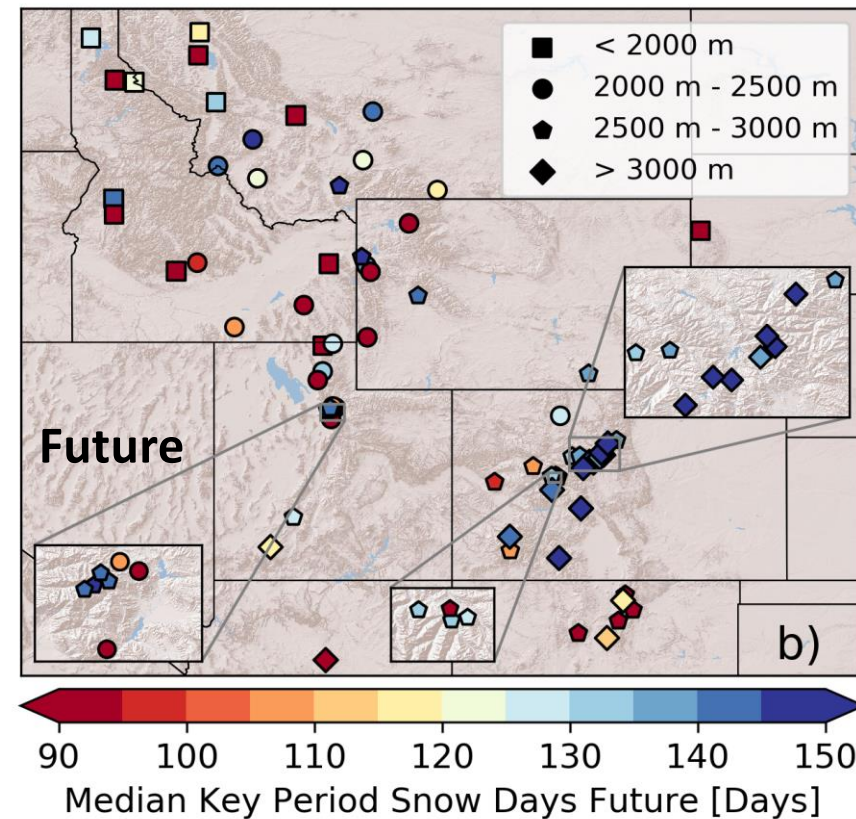 < 2000 m
2000 m - 2500 m
2500 m - 3000 m
> 3000 m
Future
b)
90 100 110 120 130 140 150
Median Key Period Snow Days Future [Days]